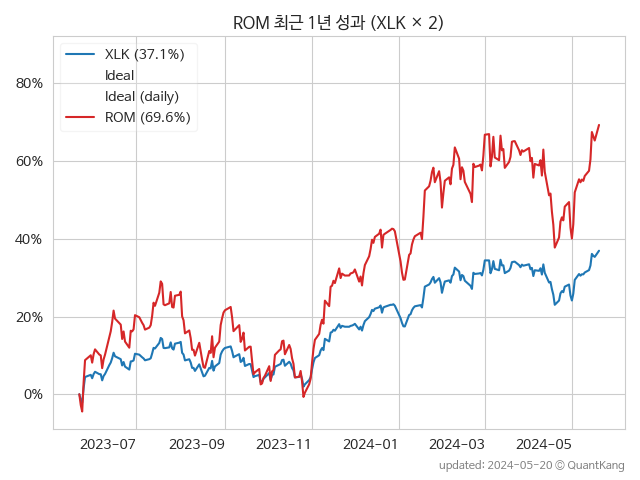 ROM 최근 1년 성과 (XLK × 2)
XLK (37.1%)
Ideal
Ideal (daily)
ROM (69.6%)
80%
60%
40%
20%
0%
2023-07 2023-09 2023-11 2024-01 2024-03 2024-05
updated: 2024-05-20 © QuantKang